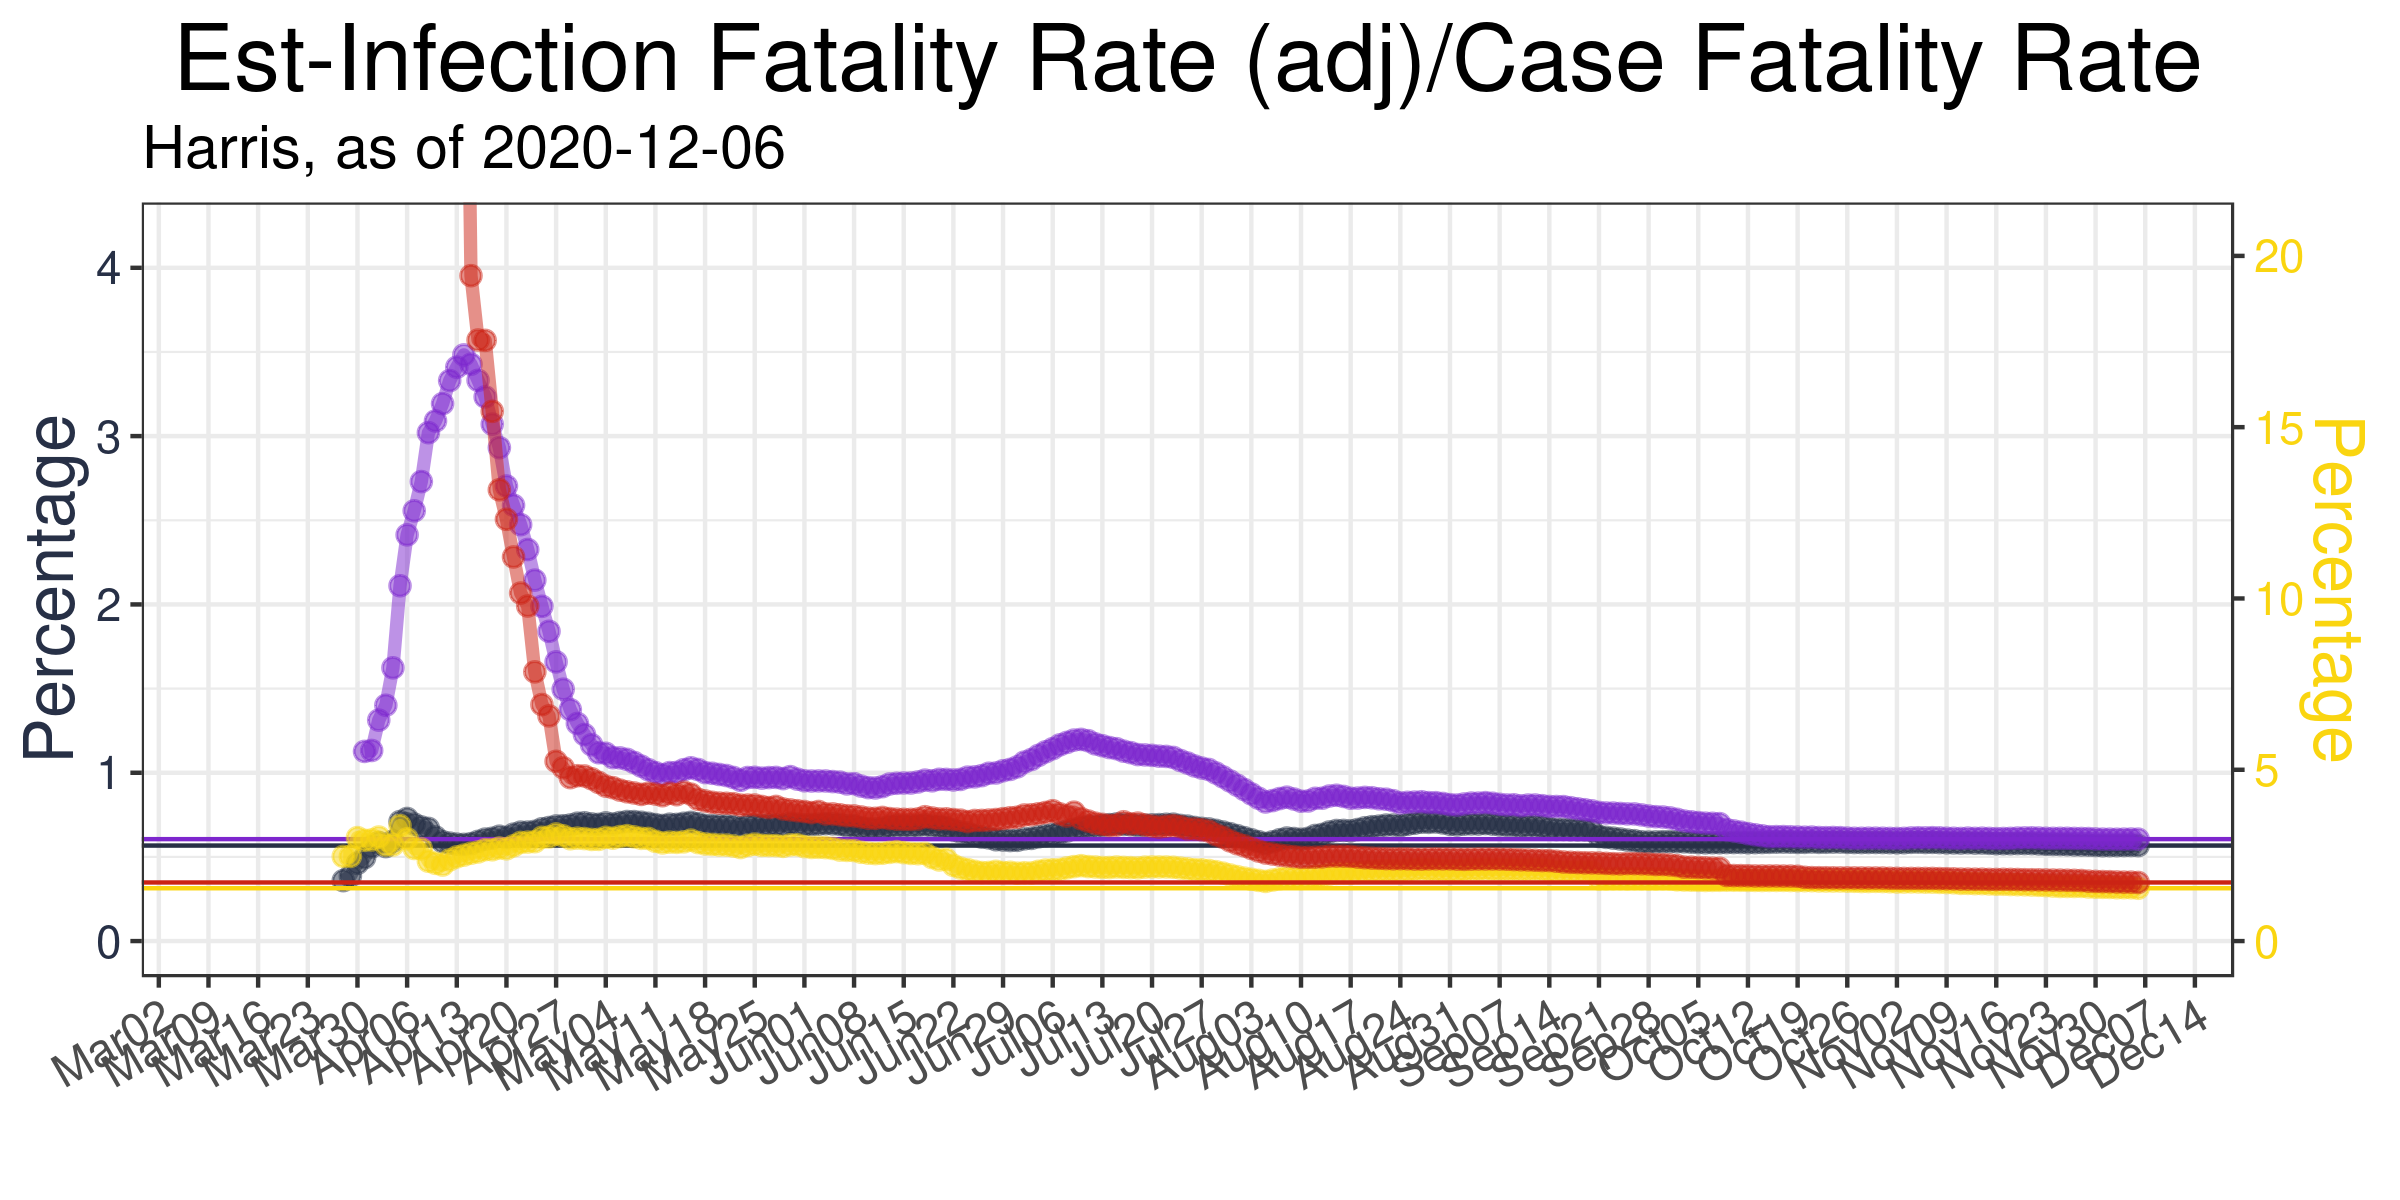 Est-Infection Fatality Rate (adj)/Case Fatality Rate
Harris, as of 2020-12-06
Percentage
4
3
2
1
0
20
15
10
5
0
Percentage
Mar02
Mar09
Mar16
Mar23
Mar30
Apr06
Apr13
Apr20
Apr27
May04
May11
May18
May25
Jun01
Jun08
Jun15
Jun22
Jun29
Jul06
Jul13
Jul20
Jul27
Aug03
Aug10
Aug17
Aug24
Aug31
Sep07
Sep14
Sep21
Sep28
Oct05
Oct12
Oct19
Oct26
Nov02
Nov09
Nov16
Nov23
Nov30
Dec07
Dec14